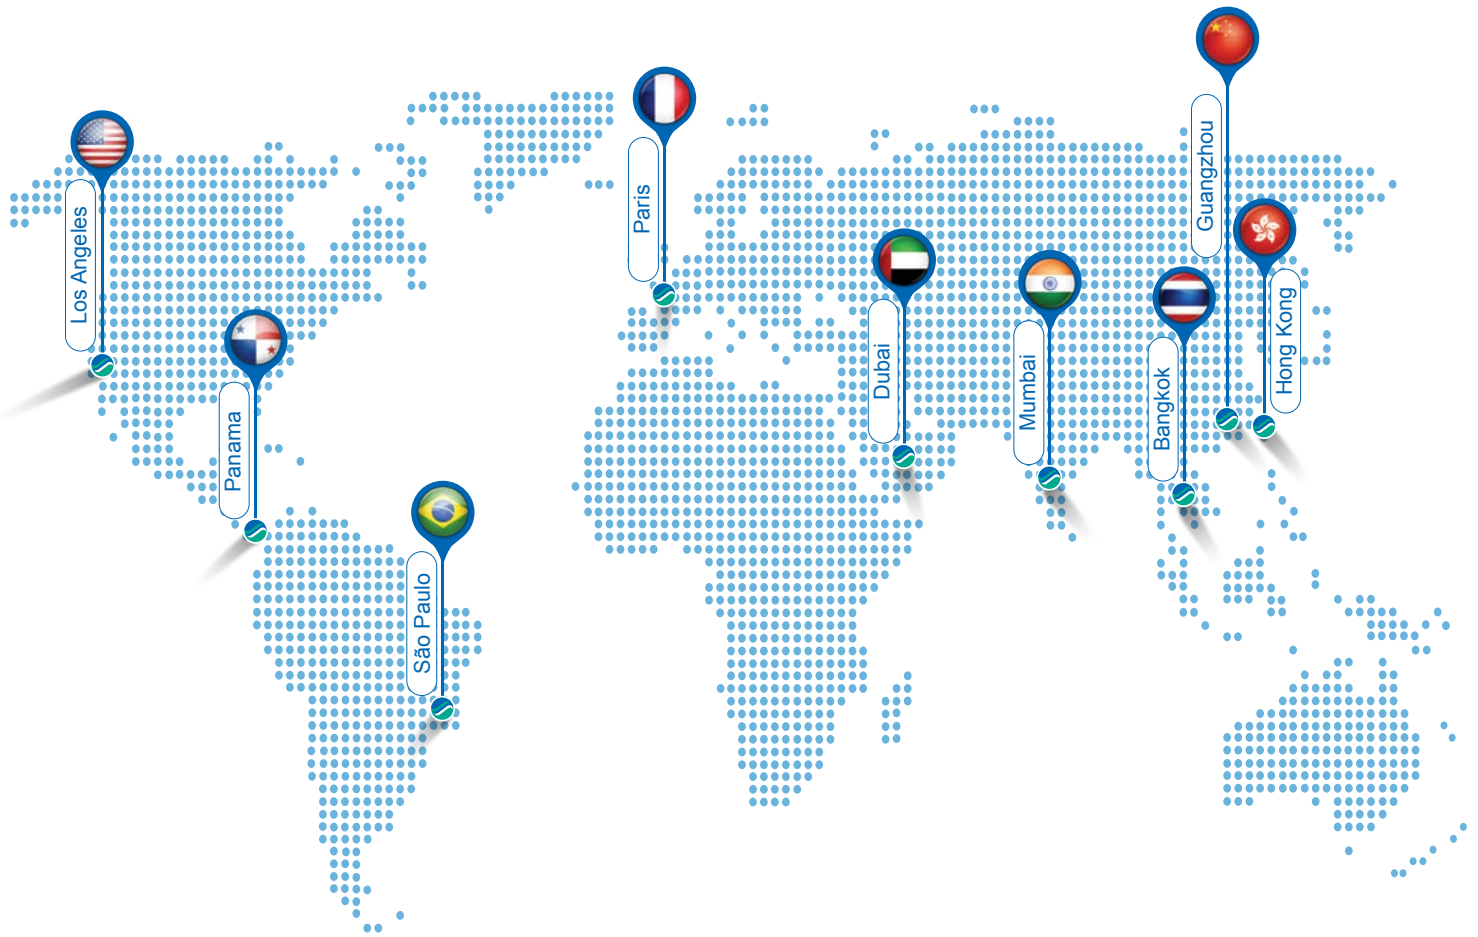 Los Angeles
Panama
São Paulo
Paris
Dubai
Mumbai
Bangkok
Guangzhou
Hong Kong